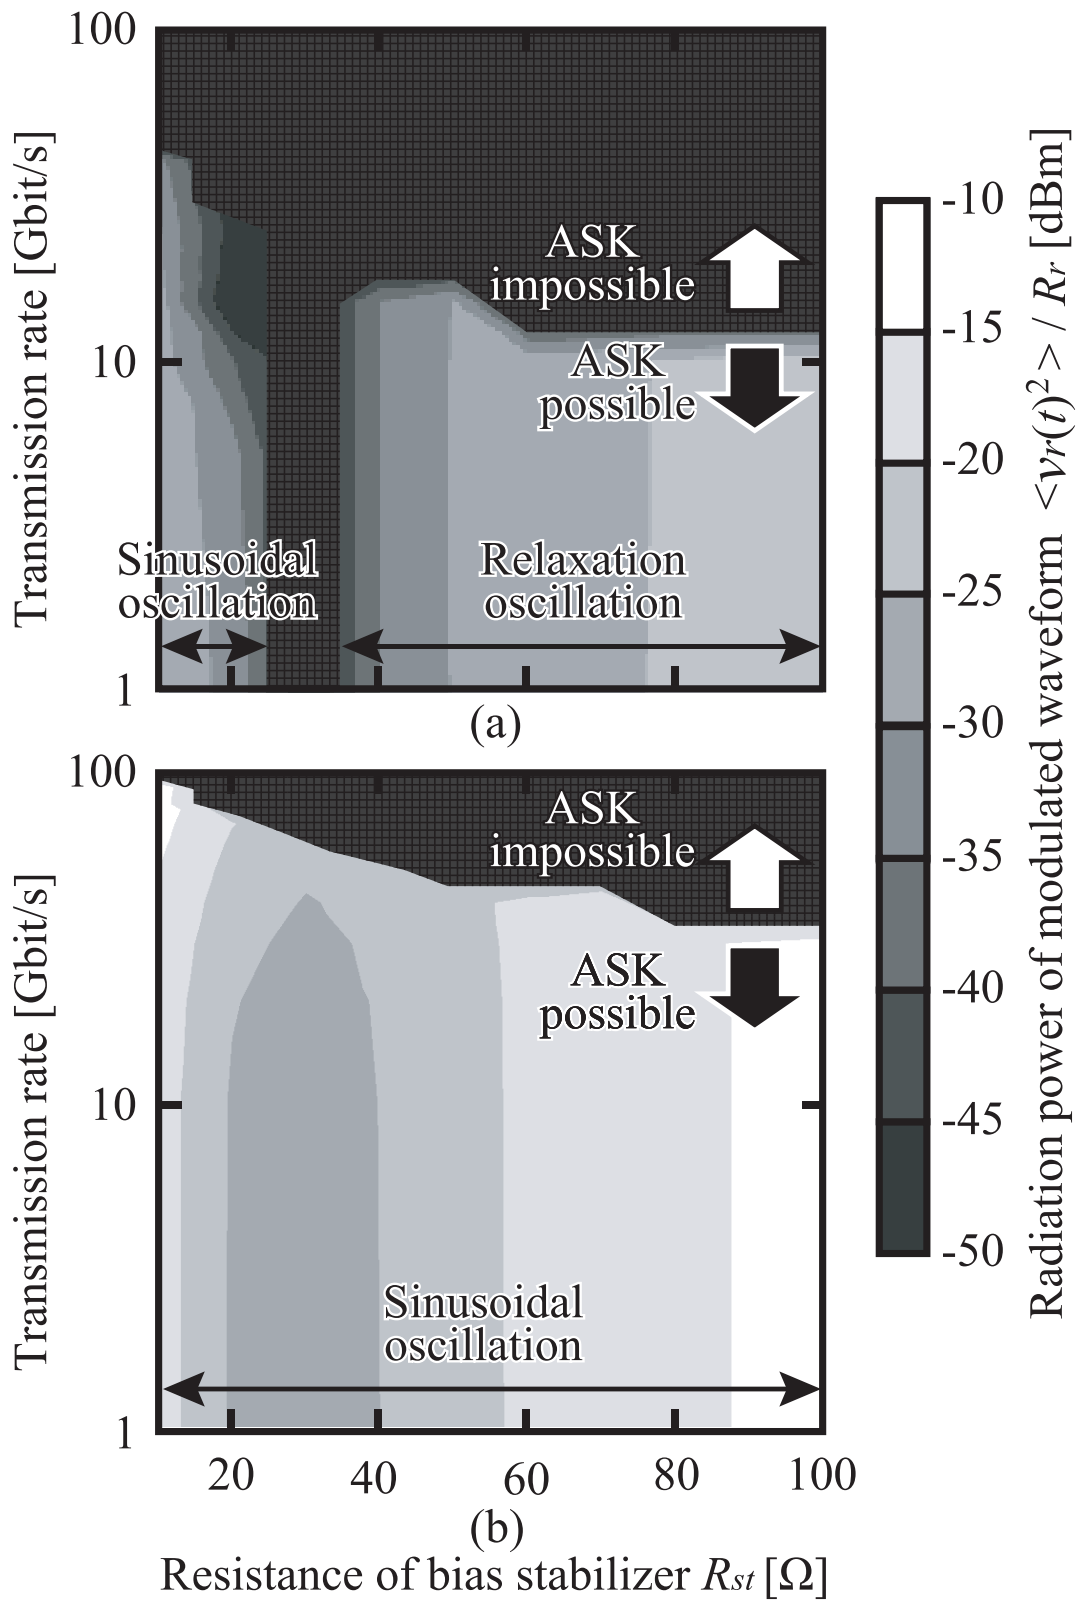 100
10
1
Transmission rate [Gbit/s]
ASK
impossible
ASK
possible
Sinusoidal
oscillation
Relaxation
oscillation
(a)
100
10
1
Transmission rate [Gbit/s]
ASK
impossible
ASK
possible
Sinusoidal
oscillation
20 40 60 80 100
(b)
Resistance of bias stabilizer Rst [Ω]
-10
-15
-20
-25
-30
-35
-40
-45
-50
Radiation power of modulated waveform <vr(t)² > / Rr [dBm]